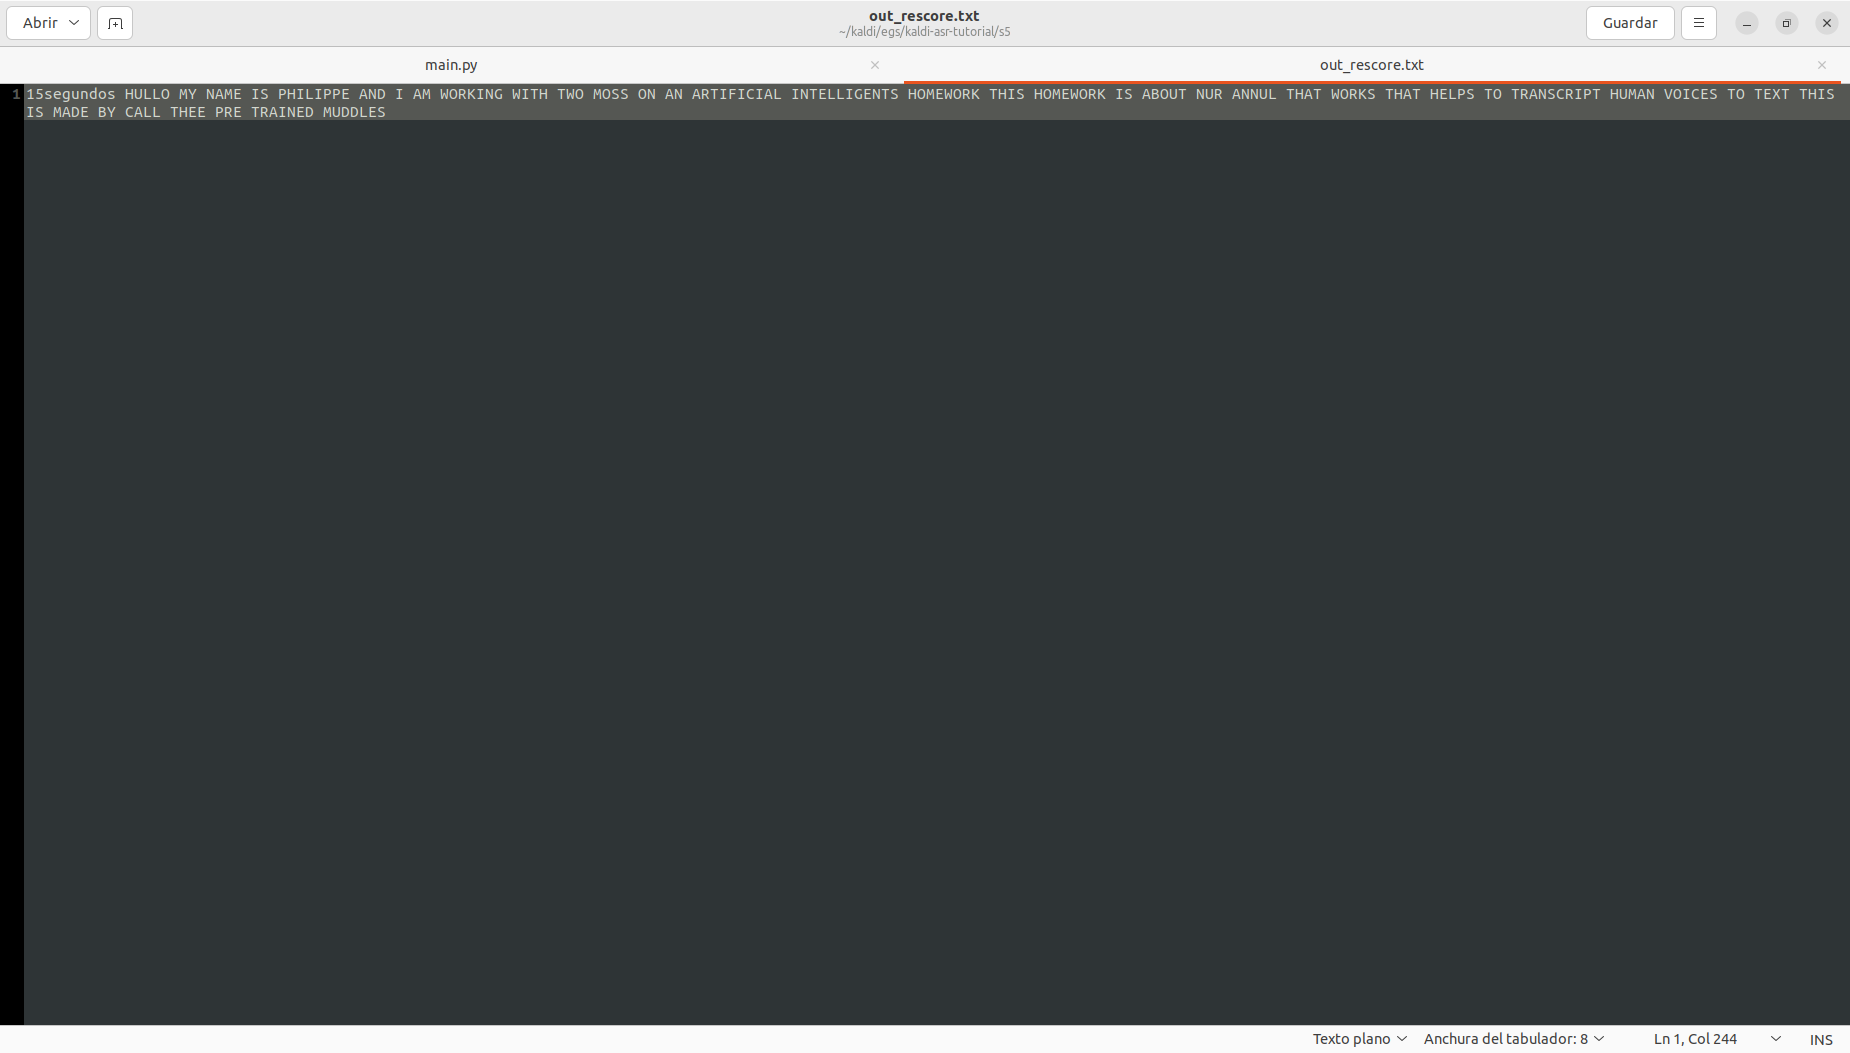 Abrir
out_rescore.txt
~/kaldi/egs/kaldi-asr-tutorial/s5
Guardar
main.py
out_rescore.txt
1 15segundos HULLO MY NAME IS PHILIPPE AND I AM WORKING WITH TWO MOSS ON AN ARTIFICIAL INTELLIGENTS HOMEWORK THIS HOMEWORK IS ABOUT NUR ANNUL THAT WORKS THAT HELPS TO TRANSCRIPT HUMAN VOICES TO TEXT THIS
IS MADE BY CALL THEE PRE TRAINED MUDDLES
Texto plano Anchura del tabulador: 8 Ln 1, Col 244 INS